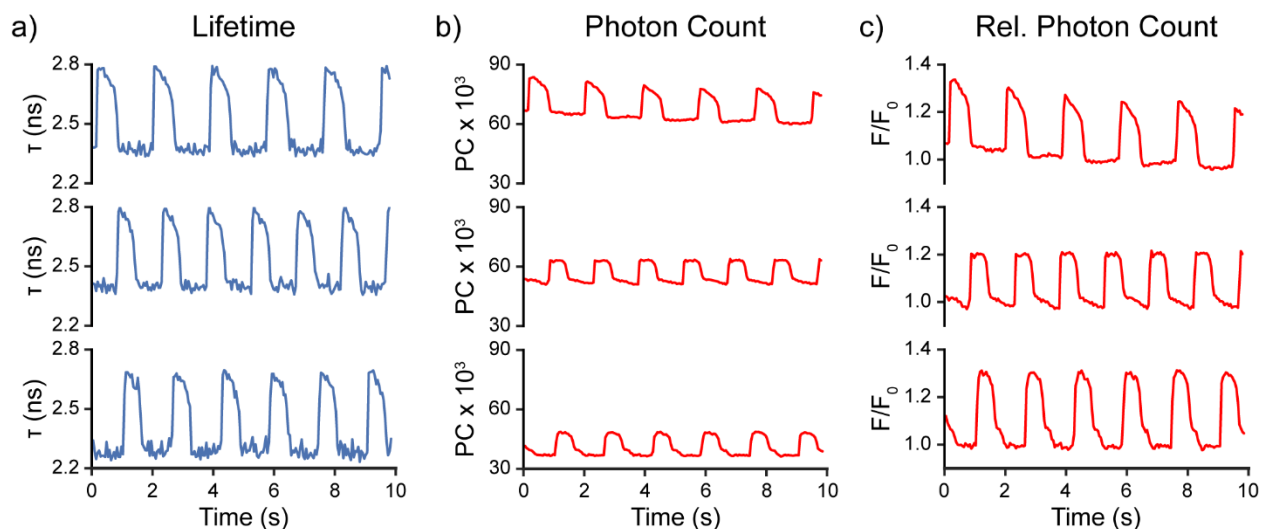 a) Lifetime b) Photon Count c) Rel. Photon Count
2.8
2.5
2.2
τ (ns)
2.8
2.5
2.2
τ (ns)
2.8
2.5
2.2
τ (ns)
0 2 4 6 8 10
Time (s)
90
60
30
PC x 10³
90
60
30
PC x 10³
90
60
30
PC x 10³
0 2 4 6 8 10
Time (s)
1.4
1.2
1.0
F/F₀
1.4
1.2
1.0
F/F₀
1.4
1.2
1.0
F/F₀
0 2 4 6 8 10
Time (s)